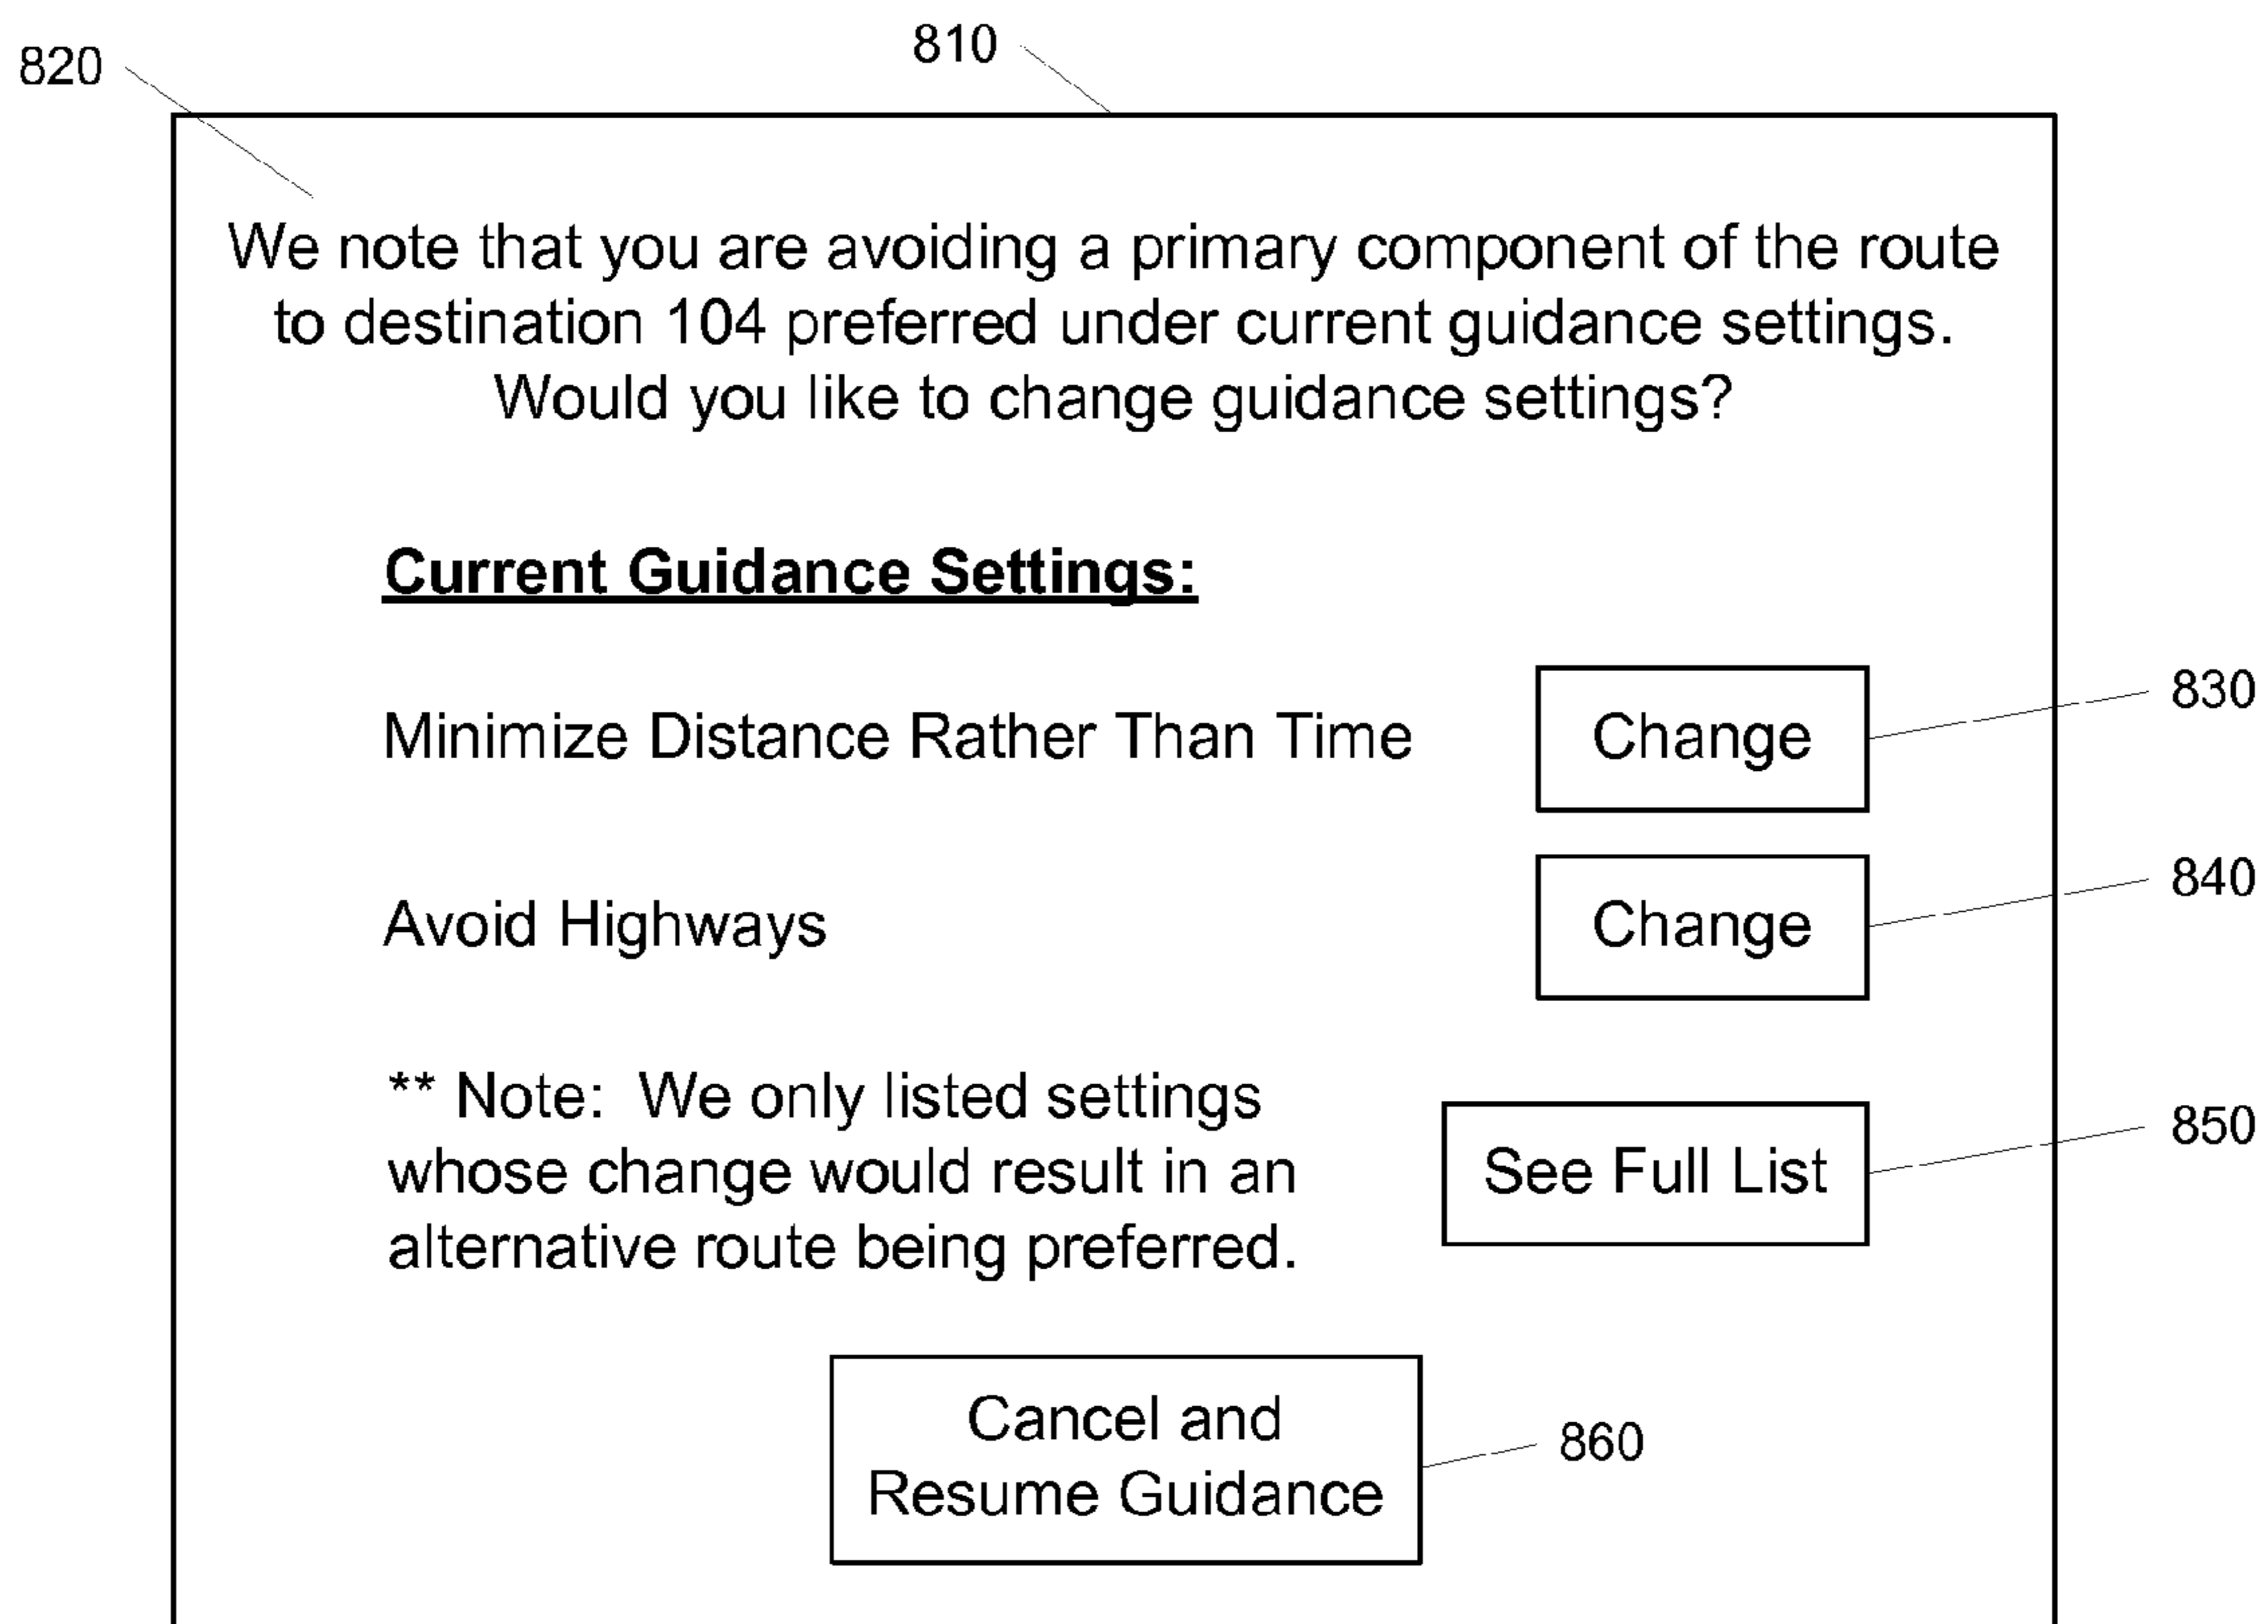 810
820
We note that you are avoiding a primary component of the route
to destination 104 preferred under current guidance settings.
Would you like to change guidance settings?
Current Guidance Settings:
Minimize Distance Rather Than Time
Change
830
Avoid Highways
Change
840
** Note: We only listed settings
whose change would result in an
alternative route being preferred.
See Full List
850
Cancel and
Resume Guidance
860